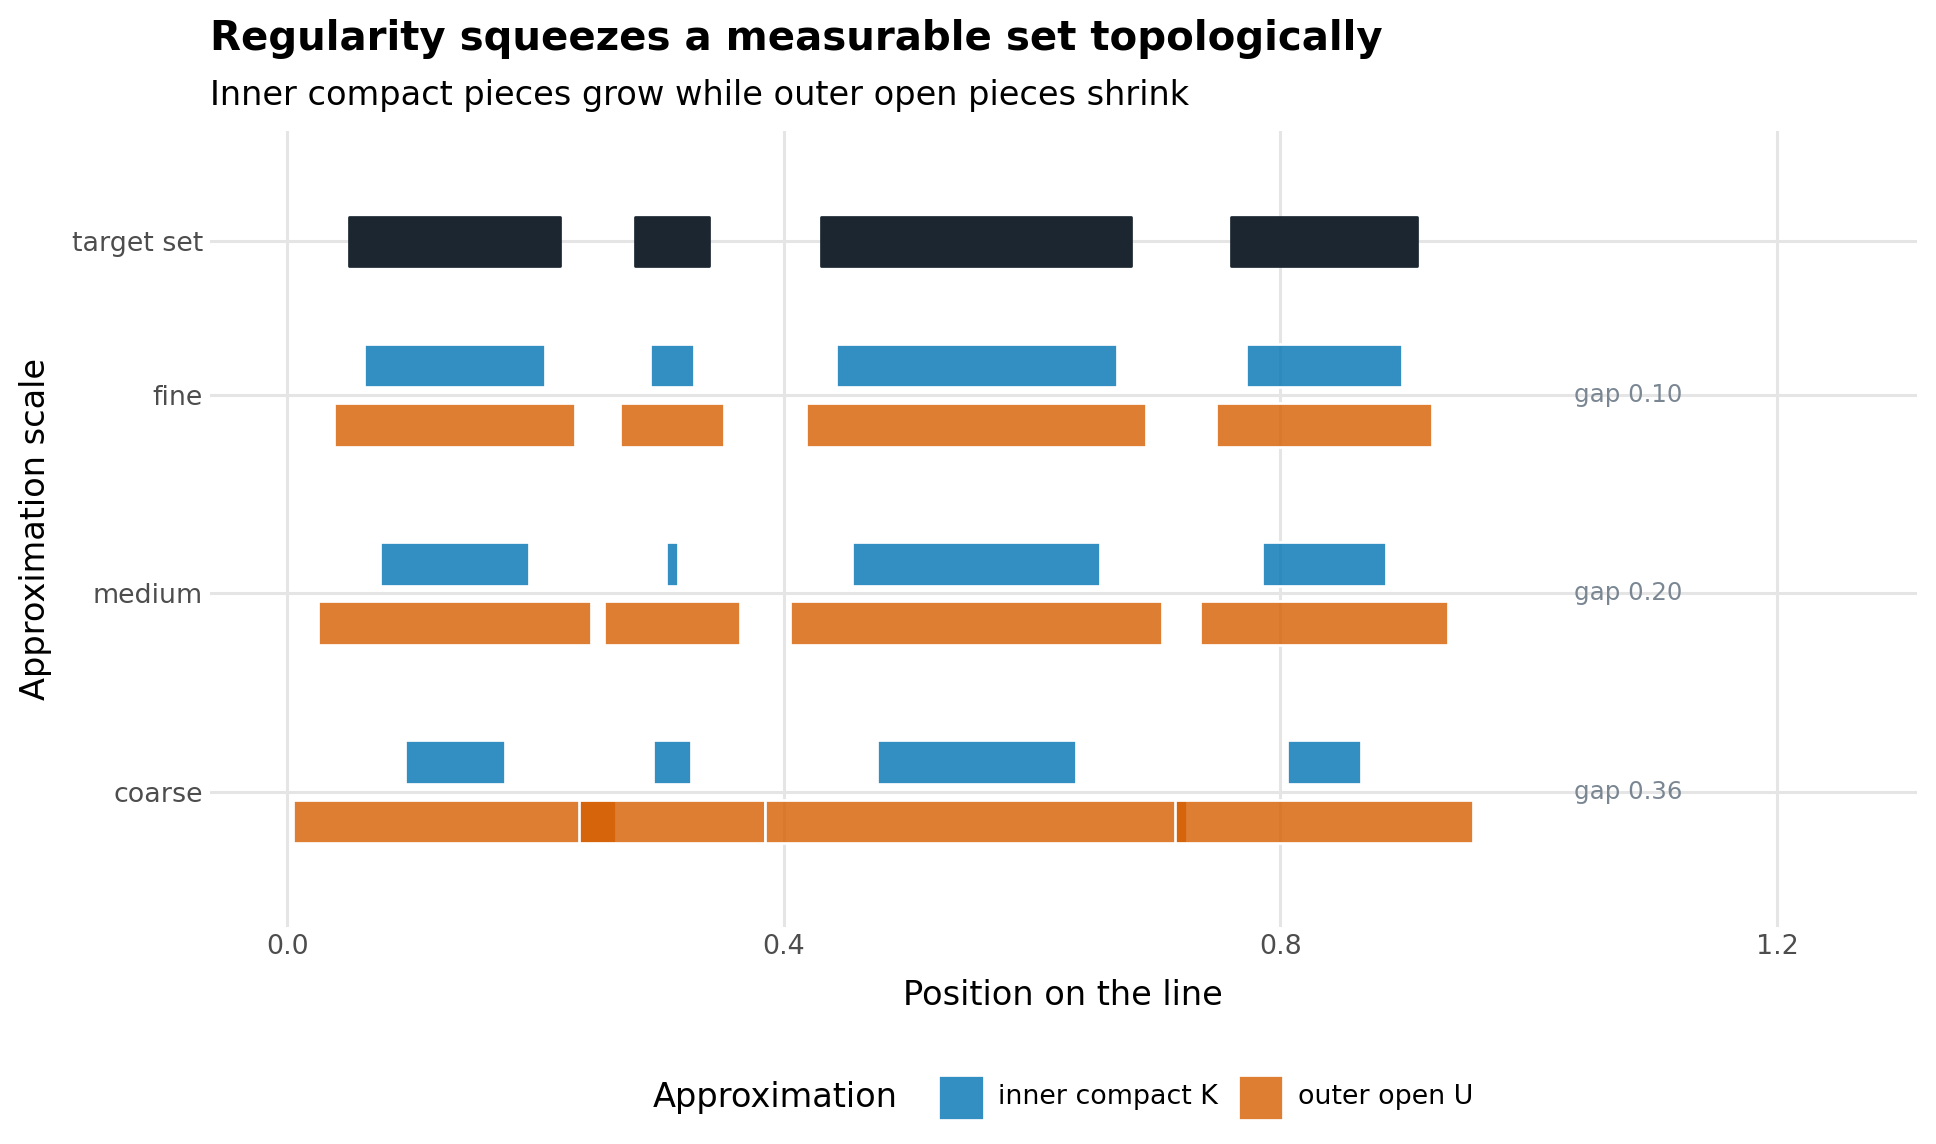 Regularity squeezes a measurable set topologically
Inner compact pieces grow while outer open pieces shrink
Approximation scale
target set
fine
gap 0.10
medium
gap 0.20
coarse
gap 0.36
0.0 0.4 0.8 1.2
Position on the line
Approximation inner compact K outer open U